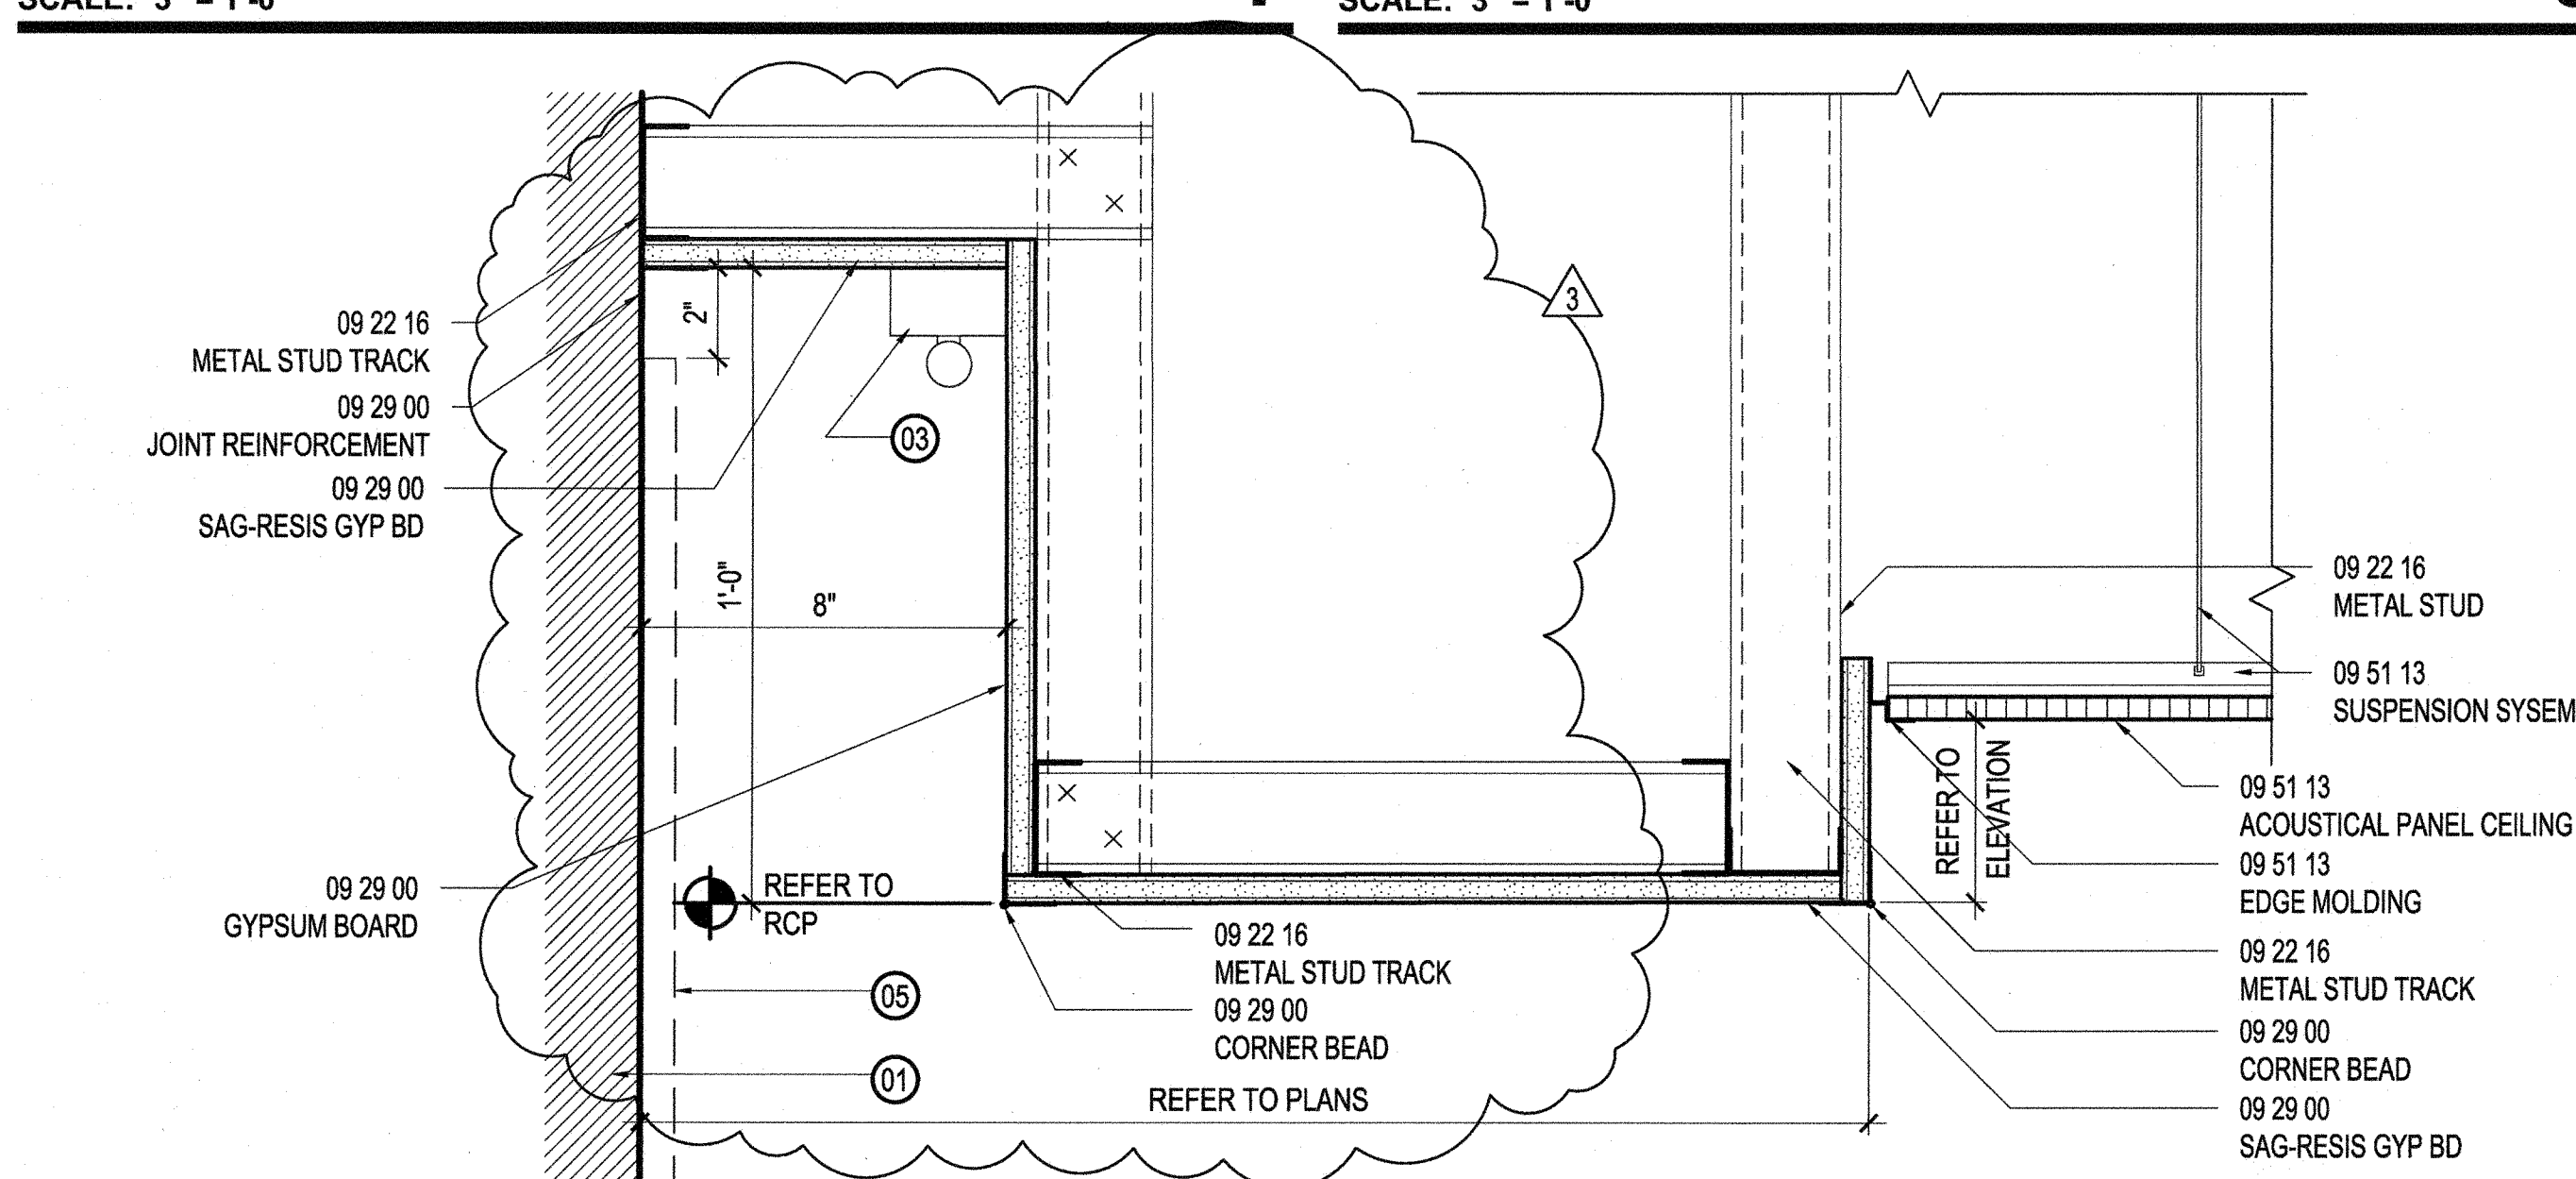 SCALE: 3" = 1'-0"
SCALE: 3" = 1'-0"
3
09 22 16
METAL STUD TRACK
09 29 00
JOINT REINFORCEMENT
09 29 00
SAG-RESIS GYP BD
2"
03
1'-0"
8"
09 29 00
GYPSUM BOARD
REFER TO
RCP
05
01
09 22 16
METAL STUD TRACK
09 29 00
CORNER BEAD
REFER TO PLANS
REFER TO
ELEVATION
09 22 16
METAL STUD
09 51 13
SUSPENSION SYSEM
09 51 13
ACOUSTICAL PANEL CEILING
09 51 13
EDGE MOLDING
09 22 16
METAL STUD TRACK
09 29 00
CORNER BEAD
09 29 00
SAG-RESIS GYP BD